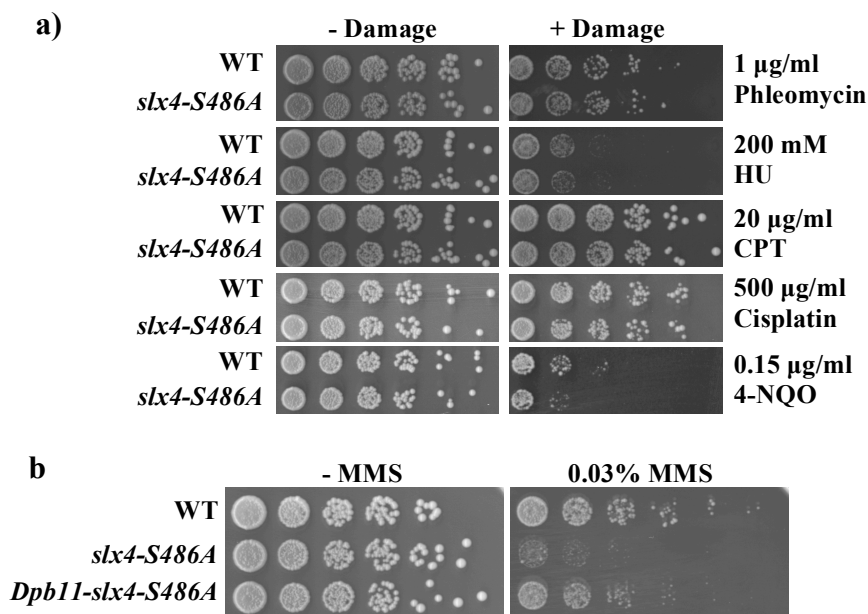 a)
- Damage + Damage
WT
slx4-S486A
1 µg/ml
Phleomycin
WT
slx4-S486A
200 mM
HU
WT
slx4-S486A
20 µg/ml
CPT
WT
slx4-S486A
500 µg/ml
Cisplatin
WT
slx4-S486A
0.15 µg/ml
4-NQO
b
- MMS 0.03% MMS
WT
slx4-S486A
Dpb11-slx4-S486A